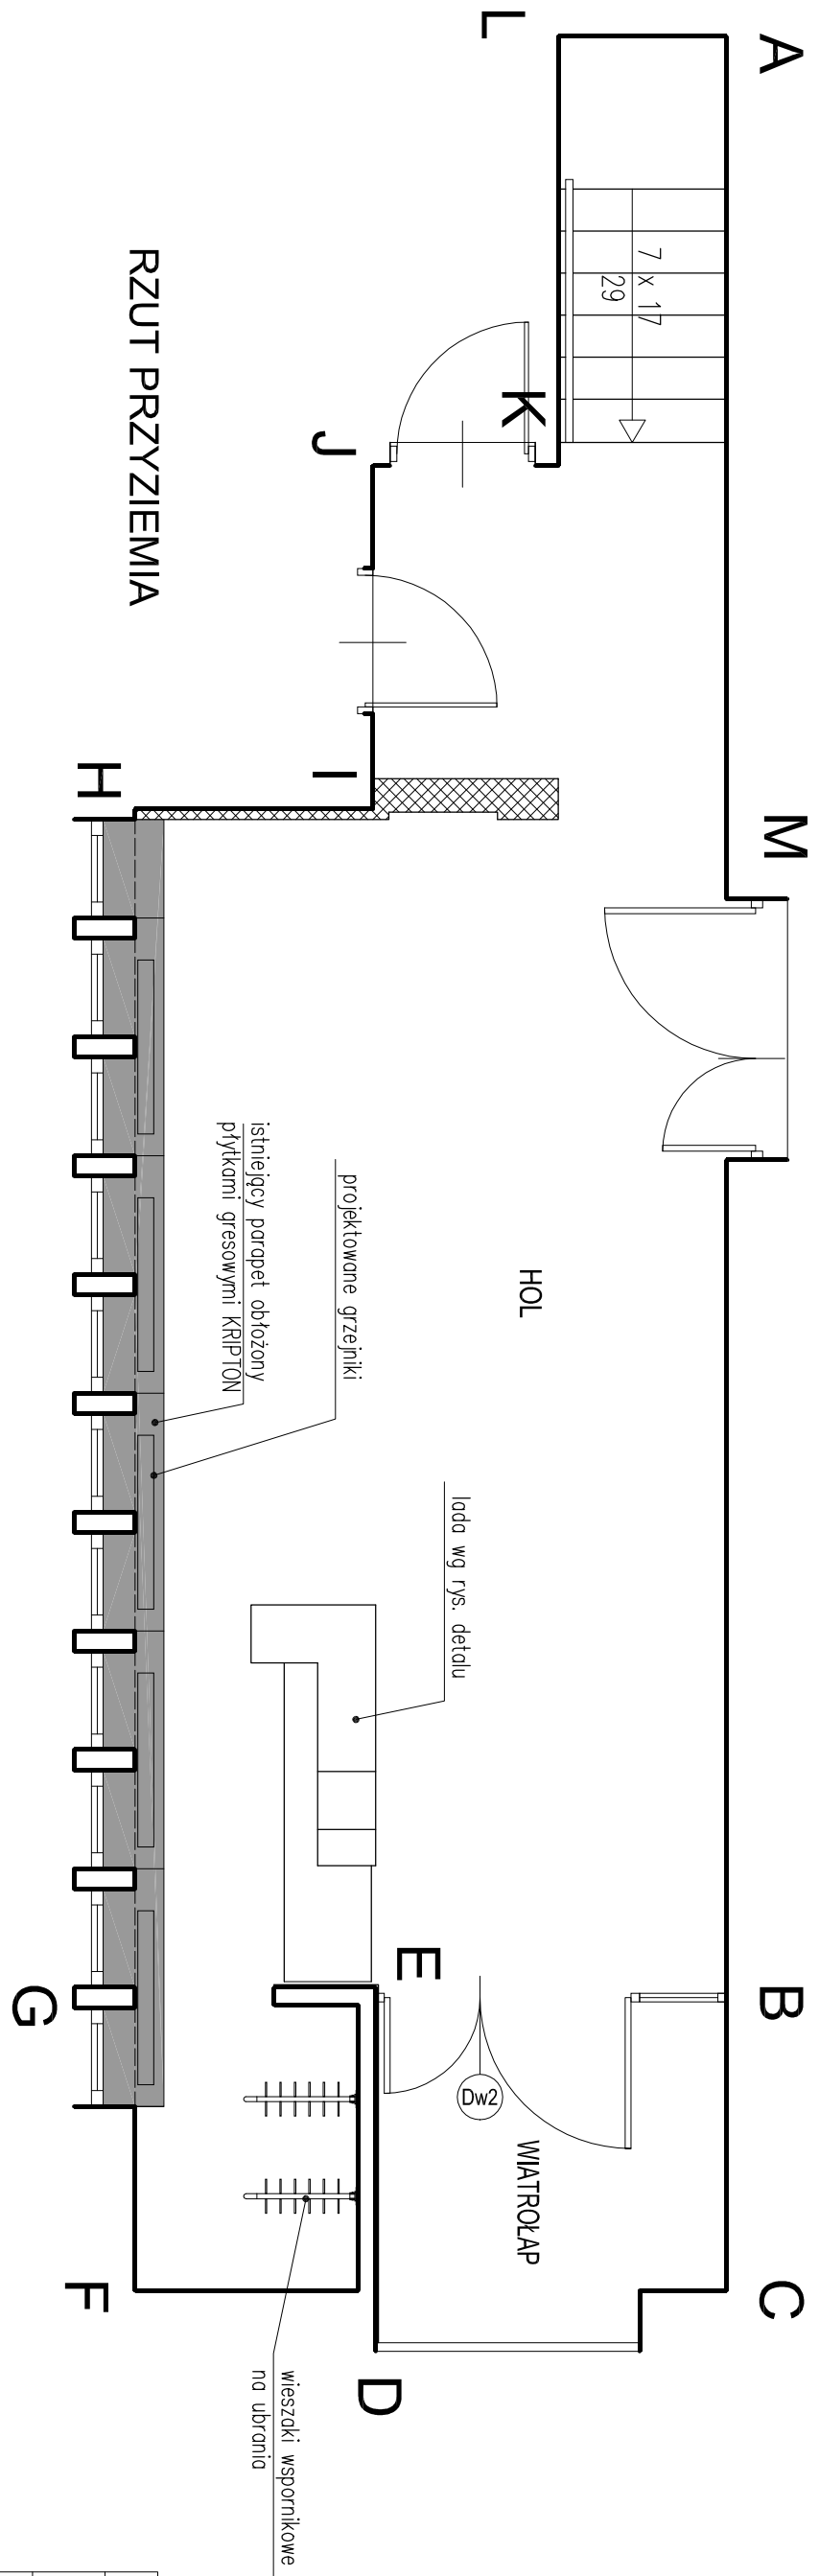 A
M
B
C
L
7 x 17
29
K
J
I
H
HOL
E
Dw2
WIATROŁAP
D
G
F
projektowane grzejniki
istniejący parapet obłożony
płytkami gresowymi KRIPTON
lada wg rys. detalu
wieszaki wspornikowe
na ubrania
RZUT PRZYZIEMIA